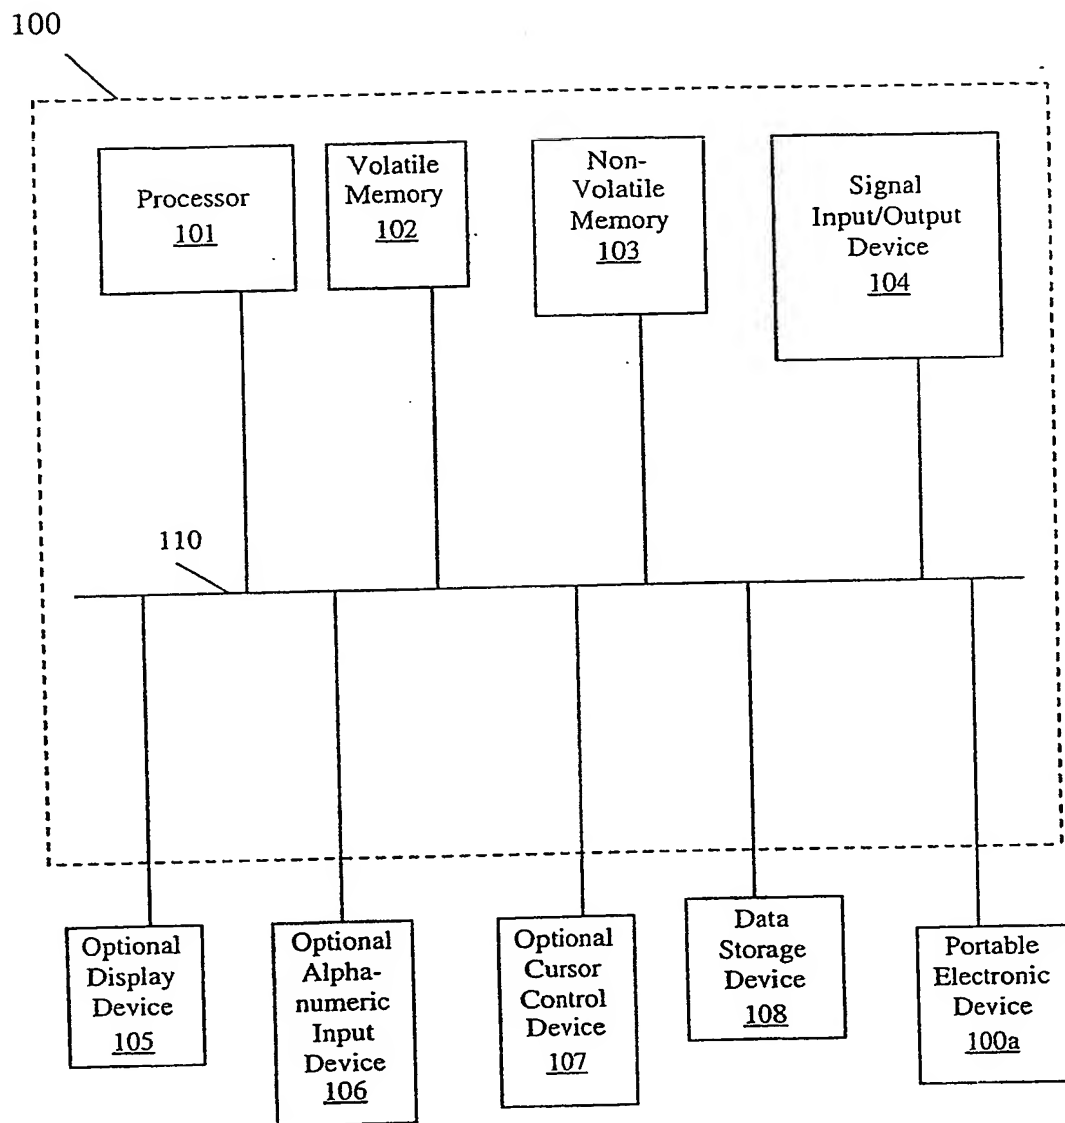 100
Processor
101
Volatile
Memory
102
Non-
Volatile
Memory
103
Signal
Input/Output
Device
104
110
Optional
Display
Device
105
Optional
Alpha-
numeric
Input
Device
106
Optional
Cursor
Control
Device
107
Data
Storage
Device
108
Portable
Electronic
Device
100a